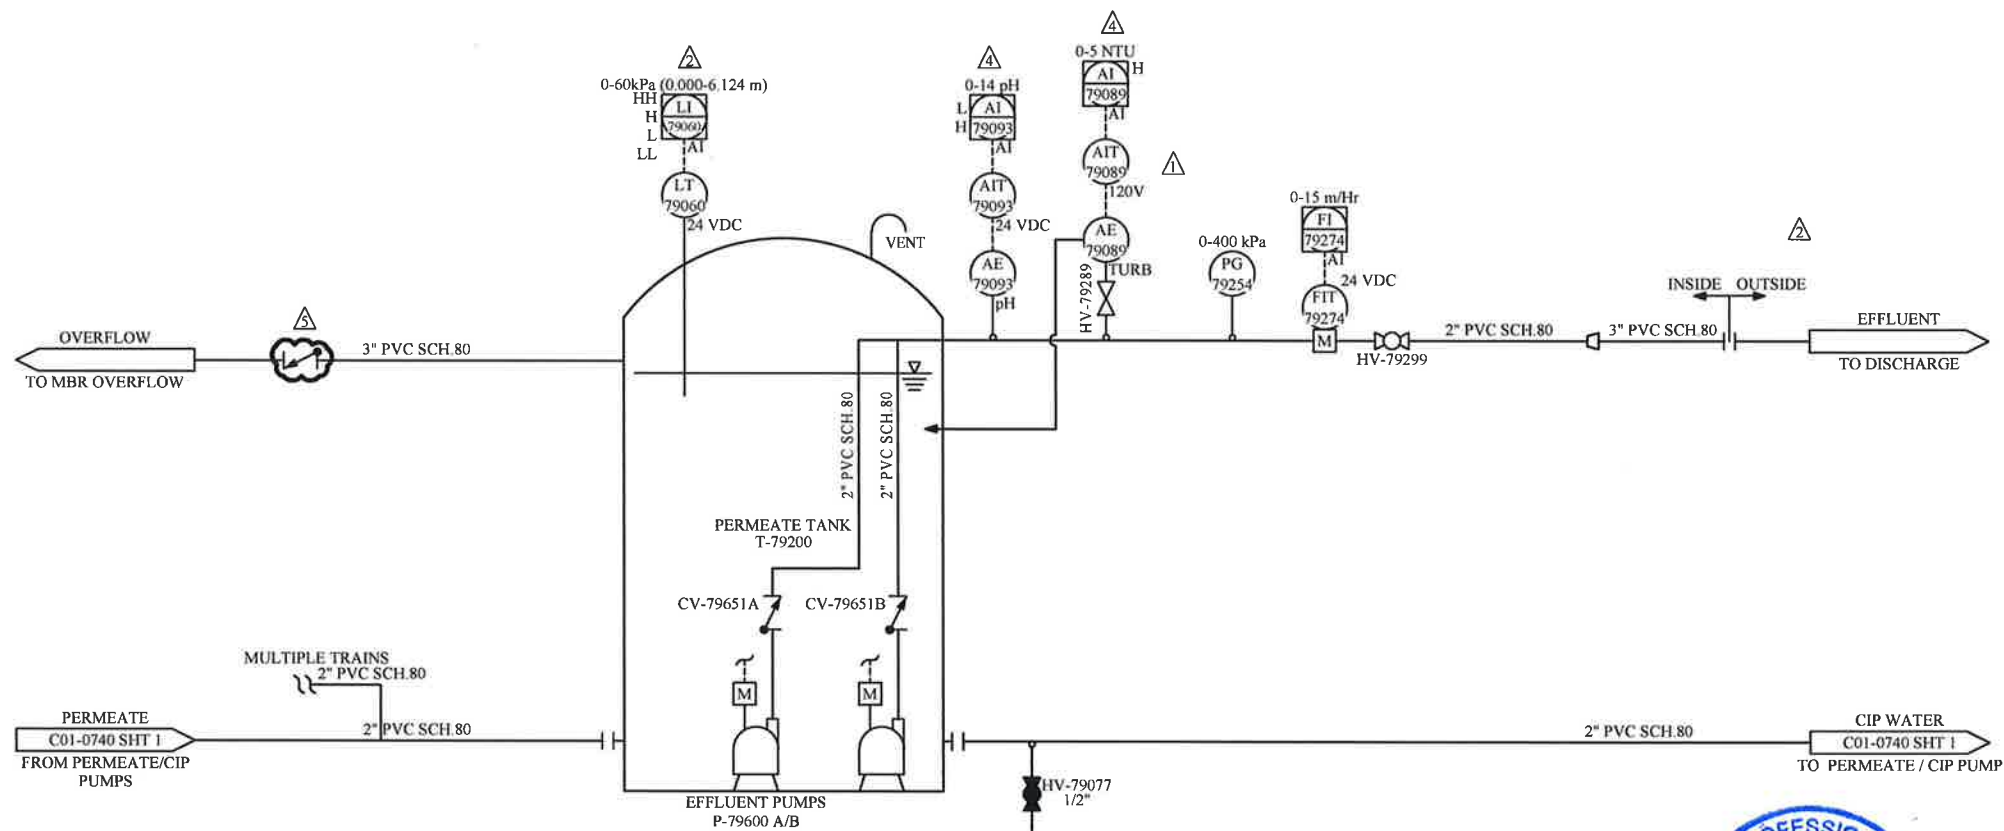 4
2
4
0-5 NTU
AI
79089
H
AI
0-60kPa (0.000-6.124 m)
HH
H
L
LL
LI
79060
AI
0-14 pH
L
H
AI
79093
AI
AIT
79089
120V
1
LT
79060
24 VDC
AIT
79093
24 VDC
0-15 m/Hr
FI
79274
AI
24 VDC
VENT
AE
79089
TURB
HV-79289
0-400 kPa
PG
79254
2
AE
79093
pH
FIT
79274
M
INSIDE
OUTSIDE
5
OVERFLOW
TO MBR OVERFLOW
3" PVC SCH.80
HV-79299
2" PVC SCH.80
3" PVC SCH.80
EFFLUENT
TO DISCHARGE
2" PVC SCH.80
2" PVC SCH.80
PERMEATE TANK
T-79200
CV-79651A
CV-79651B
MULTIPLE TRAINS
2" PVC SCH.80
M
M
PERMEATE
C01-0740 SHT 1
FROM PERMEATE/CIP
PUMPS
2" PVC SCH.80
2" PVC SCH.80
CIP WATER
C01-0740 SHT 1
TO PERMEATE / CIP PUMP
HV-79077
1/2"
EFFLUENT PUMPS
P-79600 A/B